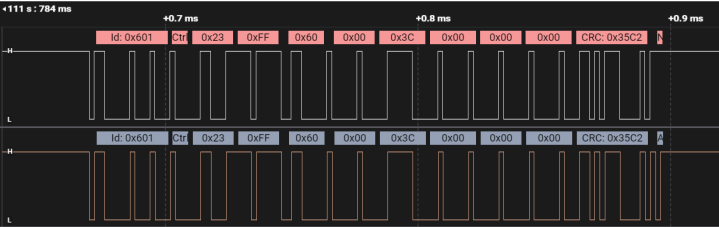 111 s : 784 ms
+0.7 ms +0.8 ms +0.9 ms
Id: 0x601 Ctrl 0x23 0xFF 0x60 0x00 0x3C 0x00 0x00 0x00 CRC: 0x35C2 N
H
L
Id: 0x601 Ctrl 0x23 0xFF 0x60 0x00 0x3C 0x00 0x00 0x00 CRC: 0x35C2 A
H
L